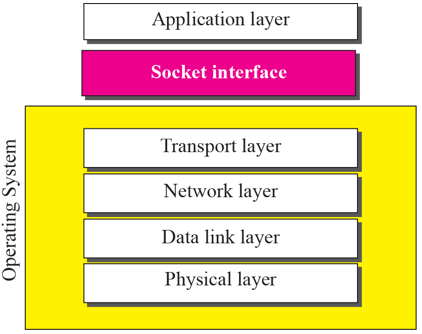 Application layer
Socket interface
Operating System
Transport layer
Network layer
Data link layer
Physical layer